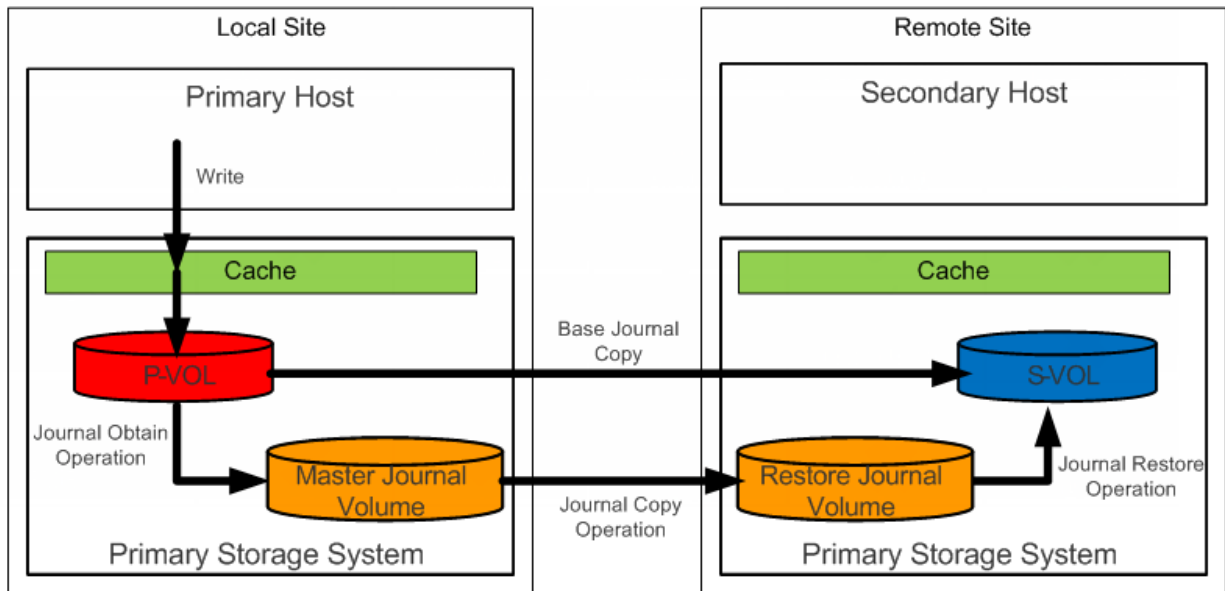 Local Site
Remote Site
Primary Host
Secondary Host
Write
Cache
Cache
Base Journal
Copy
P-VOL
S-VOL
Journal Obtain
Operation
Master Journal
Volume
Journal Copy
Operation
Restore Journal
Volume
Journal Restore
Operation
Primary Storage System
Primary Storage System